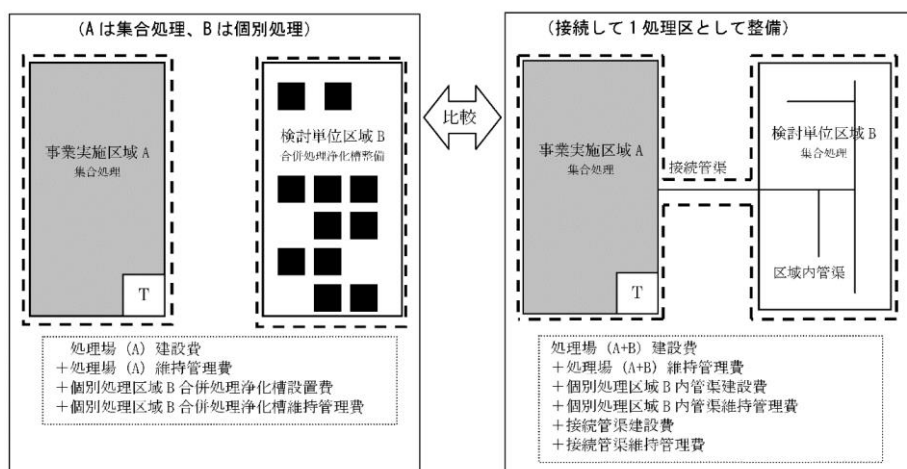 (Aは集合処理、Bは個別処理)
事業実施区域A
集合処理
T
検討単位区域B
合併処理浄化槽整備
処理場(A)建設費
+処理場(A)維持管理費
+個別処理区域B合併処理浄化槽設置費
+個別処理区域B合併処理浄化槽維持管理費
比較
(接続して1処理区として整備)
事業実施区域A
集合処理
T
接続管渠
検討単位区域B
集合処理
区域内管渠
処理場(A+B)建設費
+処理場(A+B)維持管理費
+個別処理区域B内管渠建設費
+個別処理区域B内管渠維持管理費
+接続管渠建設費
+接続管渠維持管理費